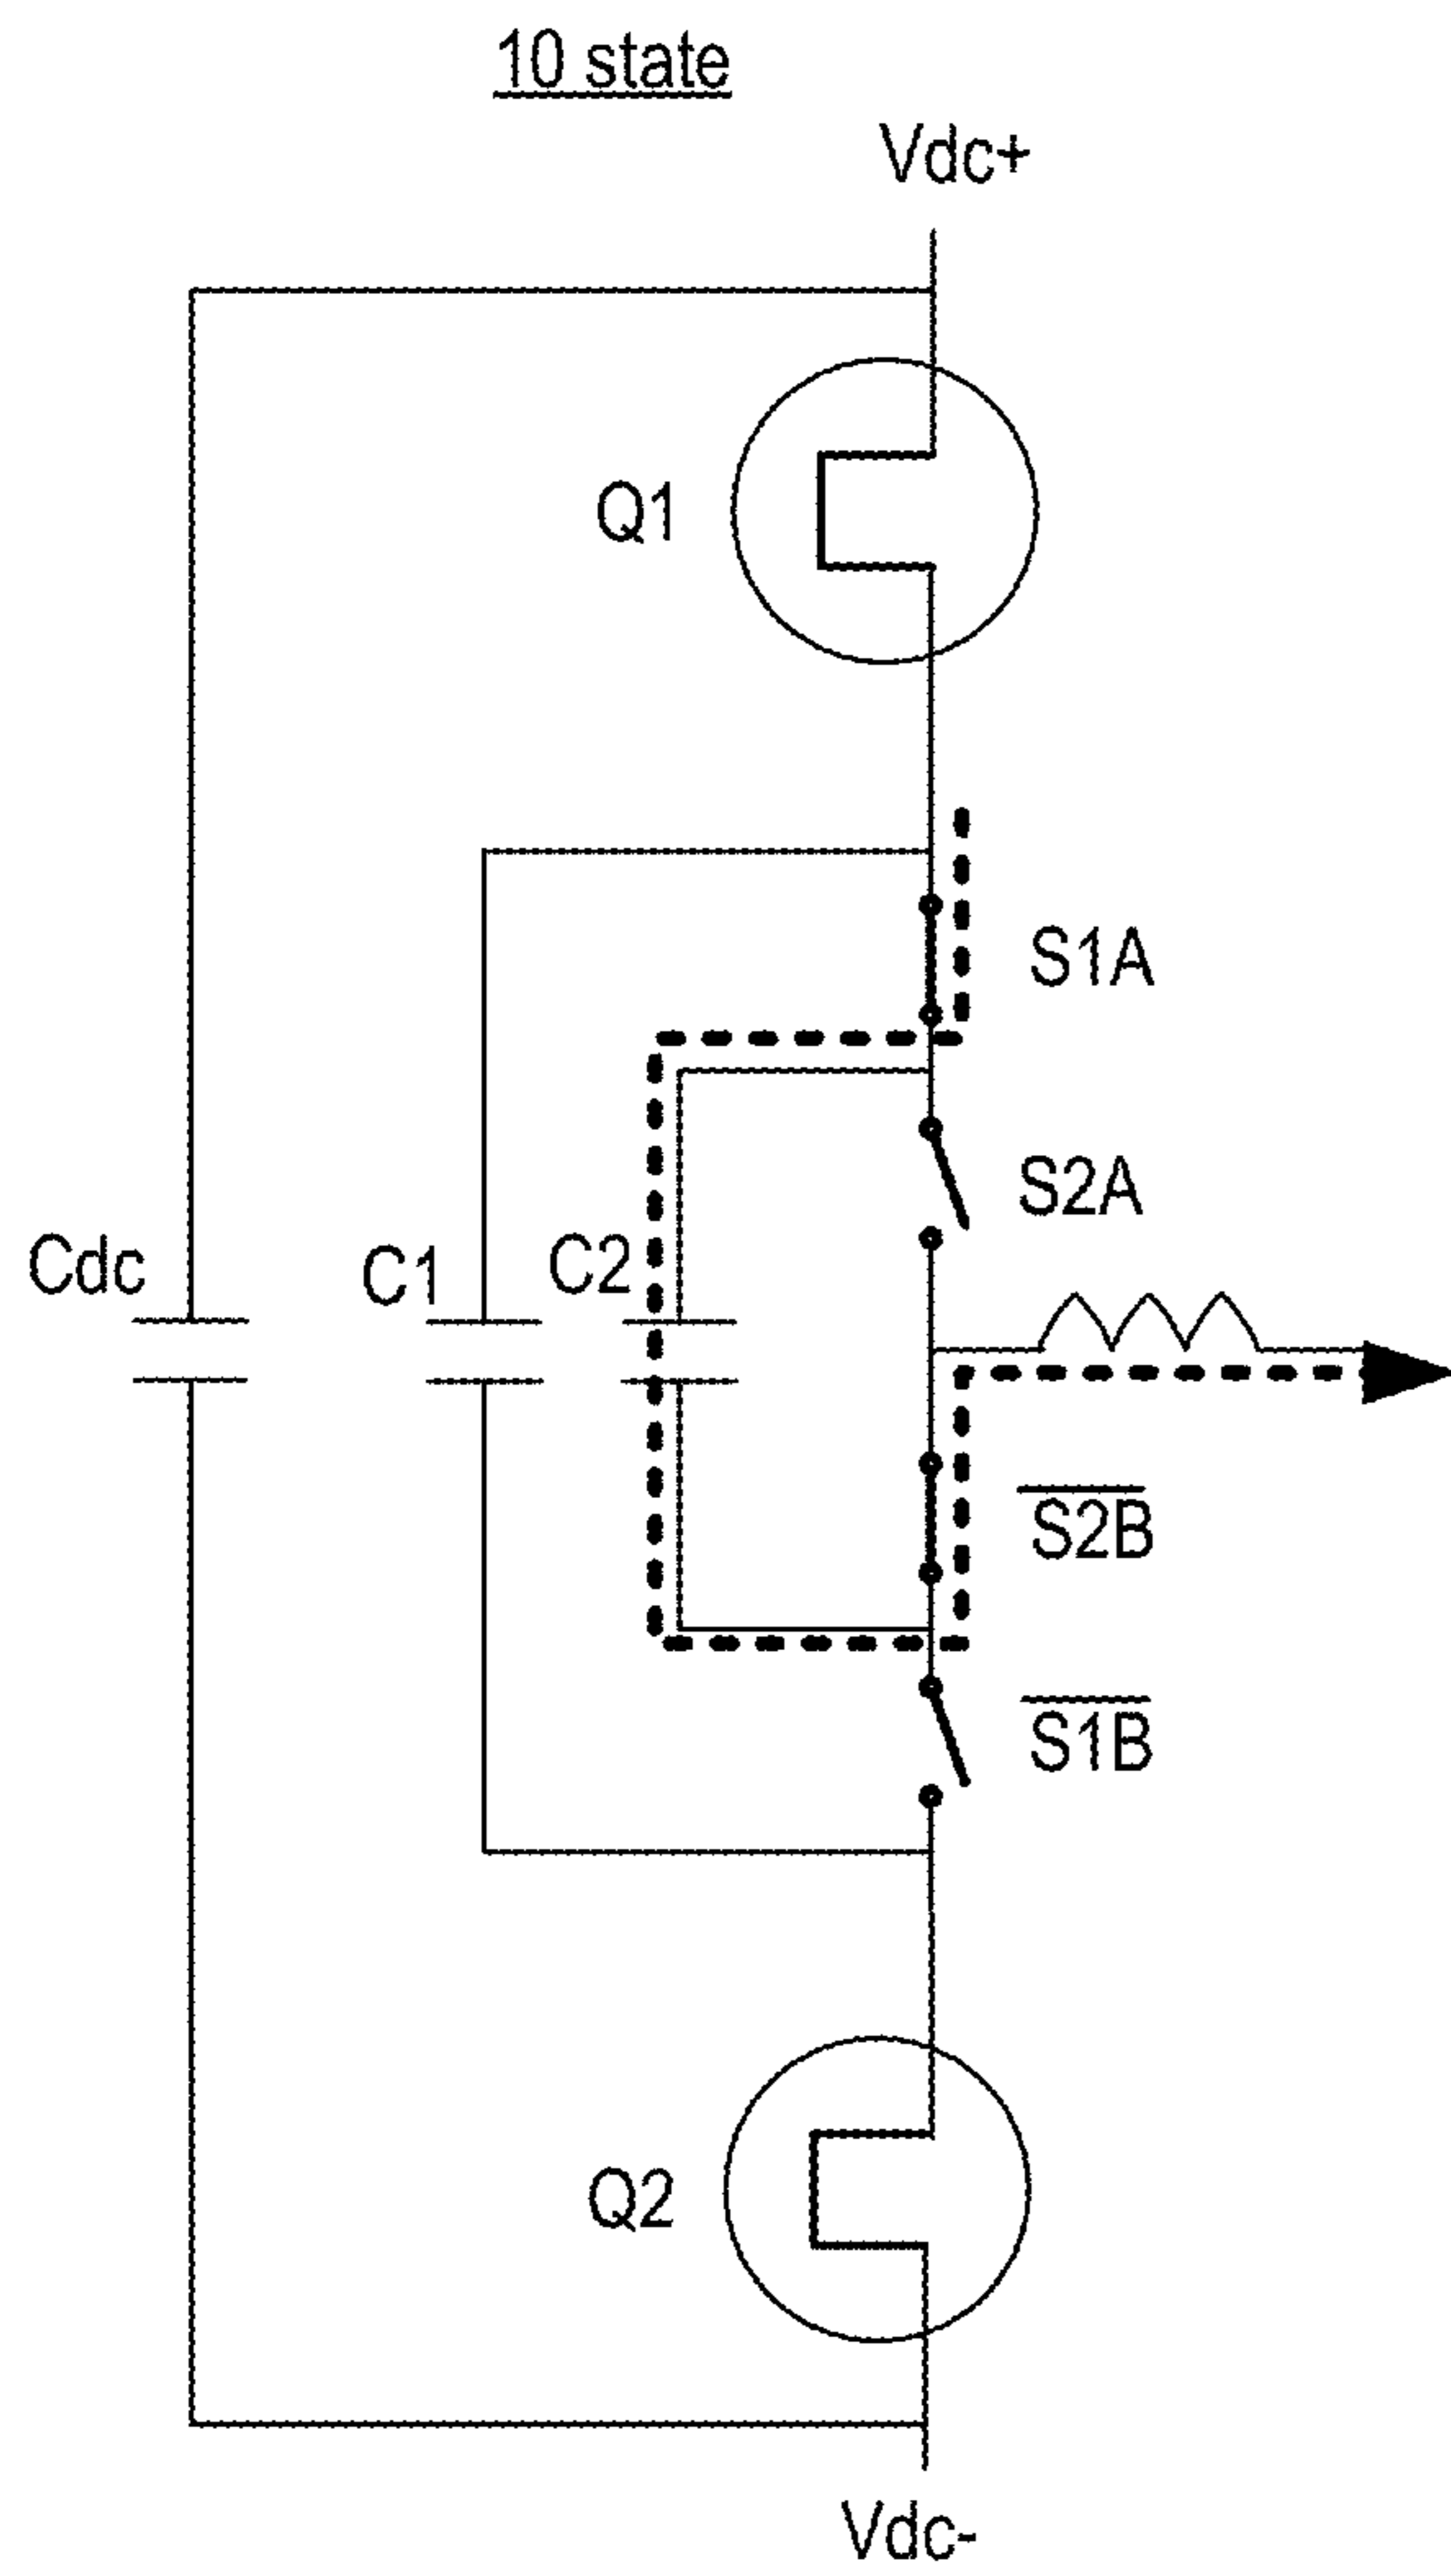 10 state
Vdc+
Q1
S1A
S2A
Cdc
C1
C2
S2B
S1B
Q2
Vdc-